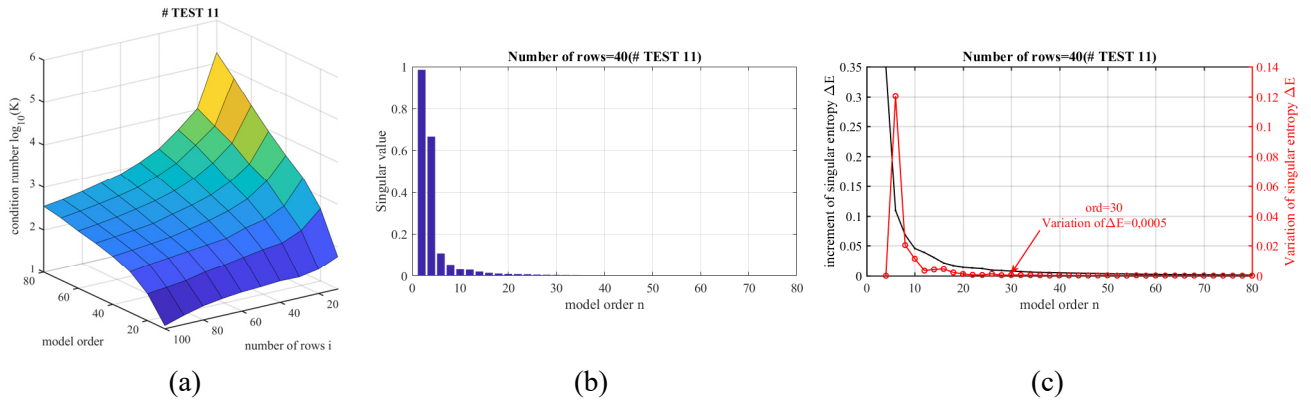 # TEST 11
condition number log10(K)
6
5
4
3
2
1
80
60
40
20
model order
100
80
60
40
20
number of rows i
(a)
Number of rows=40(# TEST 11)
Singular value
1
0.8
0.6
0.4
0.2
0
0 10 20 30 40 50 60 70 80
model order n
(b)
Number of rows=40(# TEST 11)
increment of singular entropy ΔE
0.35
0.3
0.25
0.2
0.15
0.1
0.05
0
0 10 20 30 40 50 60 70 80
model order n
ord=30
Variation of ΔE=0,0005
0.14
0.12
0.1
0.08
0.06
0.04
0.02
0
Variation of singular entropy ΔE
(c)